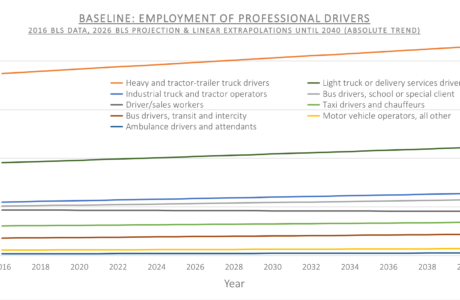 BASELINE: EMPLOYMENT OF PROFESSIONAL DRIVERS
2016 BLS DATA, 2026 BLS PROJECTION & LINEAR EXTRAPOLATIONS UNTIL 2040 (ABSOLUTE TREND)
Heavy and tractor-trailer truck drivers
Light truck or delivery services driver
Industrial truck and tractor operators
Bus drivers, school or special client
Driver/sales workers
Taxi drivers and chauffeurs
Bus drivers, transit and intercity
Motor vehicle operators, all other
Ambulance drivers and attendants
016 2018 2020 2022 2024 2026 2028 2030 2032 2034 2036 2038 2
Year